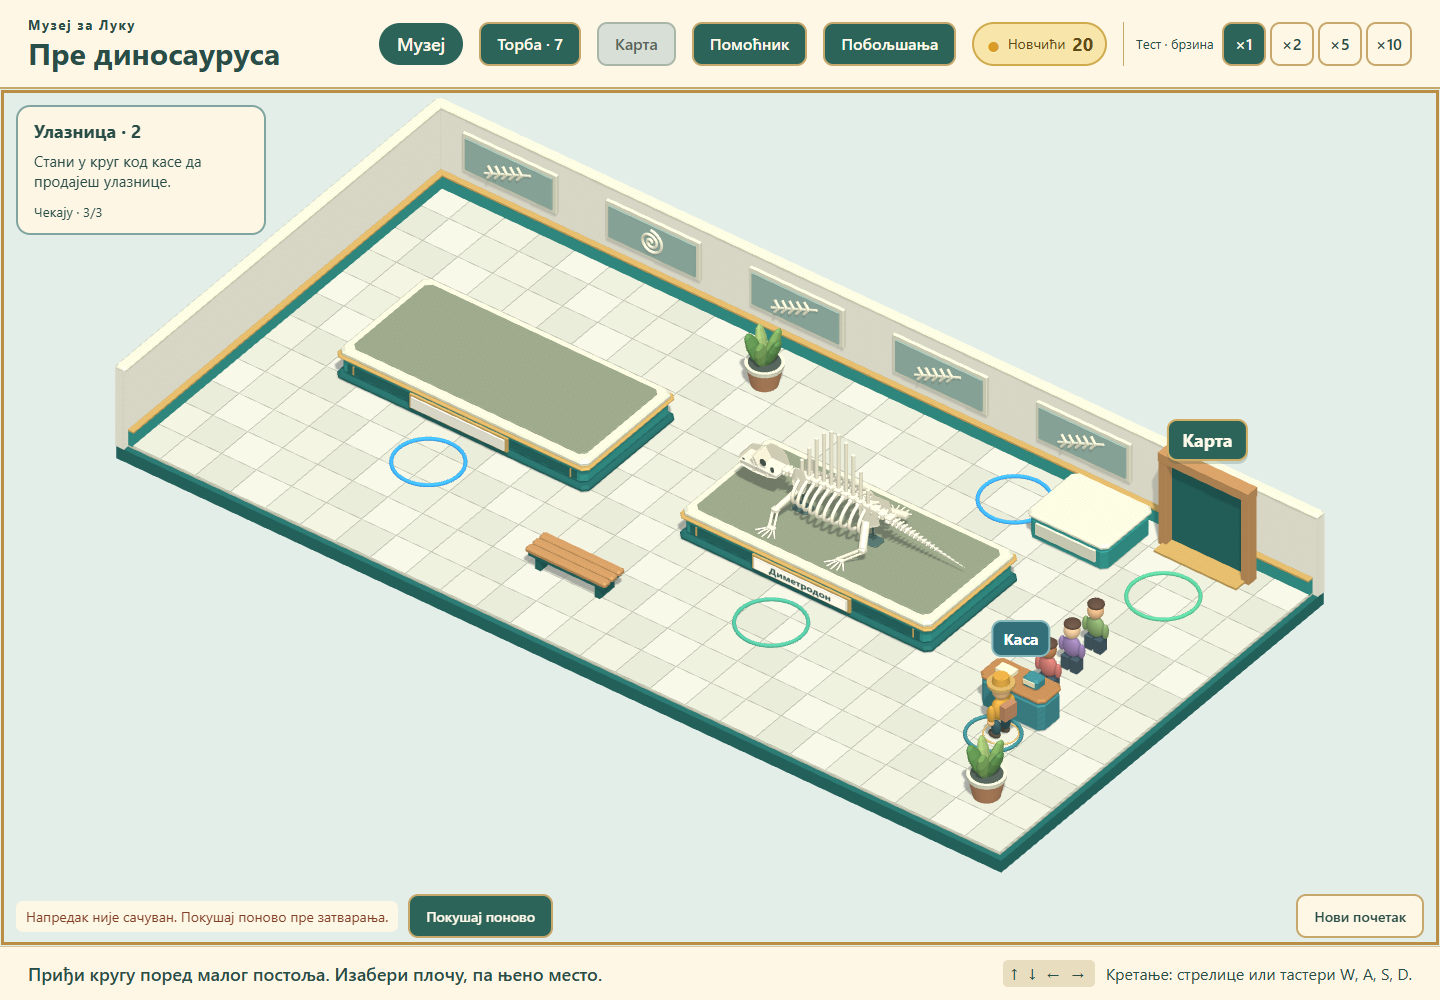 Музеј за Луку
Пре диносауруса
Музеј
Торба · 7
Карта
Помоћник
Побољшања
Новчићи 20
Тест · брзина
×1
×2
×5
×10
Улазница · 2
Стани у круг код касе да
продајеш улазнице.
Чекају · 3/3
Карта
Диметродон
Каса
Напредак није сачуван. Покушај поново пре затварања.
Покушај поново
Нови почетак
Приђи кругу поред малог постоља. Изабери плочу, па њено место.
↑ ↓ ← →
Кретање: стрелице или тастери W, A, S, D.